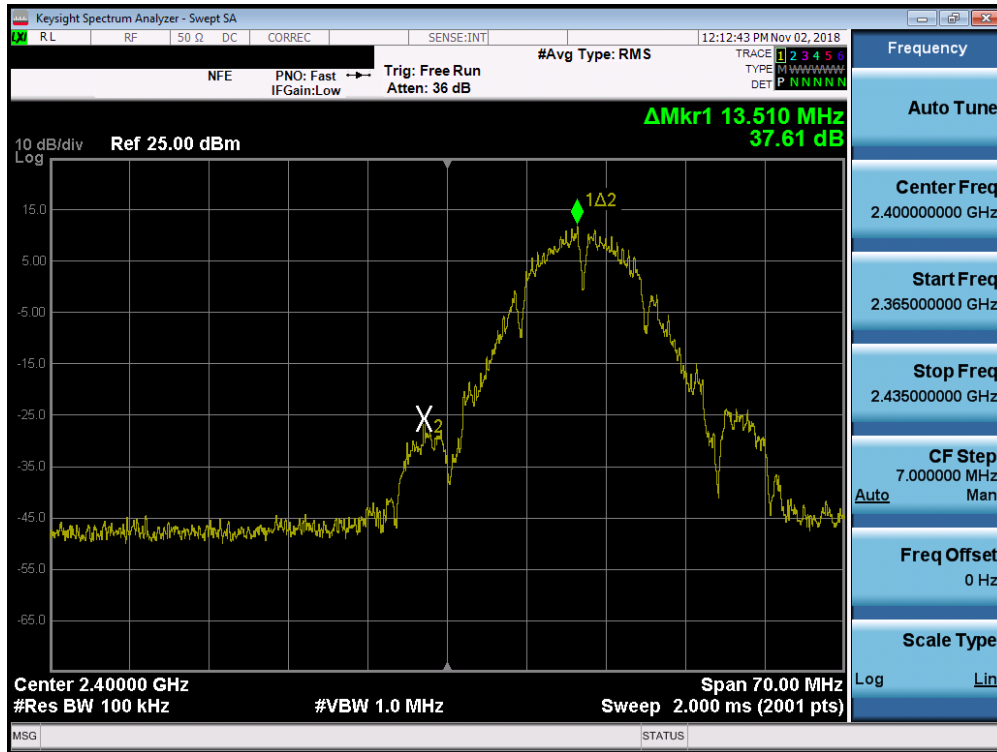 Keysight Spectrum Analyzer - Swept SA
LXI RL RF 50 Ω DC CORREC SENSE:INT 12:12:43 PM Nov 02, 2018
Frequency
NFE PNO: Fast Trig: Free Run #Avg Type: RMS TRACE 1 2 3 4 5 6
IFGain:Low Atten: 36 dB TYPE M WWWWW
DET P N N N N N
Auto Tune
ΔMkr1 13.510 MHz
37.61 dB
10 dB/div Ref 25.00 dBm
Log
1Δ2
2
15.0
5.00
-5.00
-15.0
-25.0
-35.0
-45.0
-55.0
-65.0
Center Freq
2.400000000 GHz
Start Freq
2.365000000 GHz
Stop Freq
2.435000000 GHz
CF Step
7.000000 MHz
Auto Man
Freq Offset
0 Hz
Scale Type
Log Lin
Center 2.40000 GHz Span 70.00 MHz
#Res BW 100 kHz #VBW 1.0 MHz Sweep 2.000 ms (2001 pts)
MSG STATUS